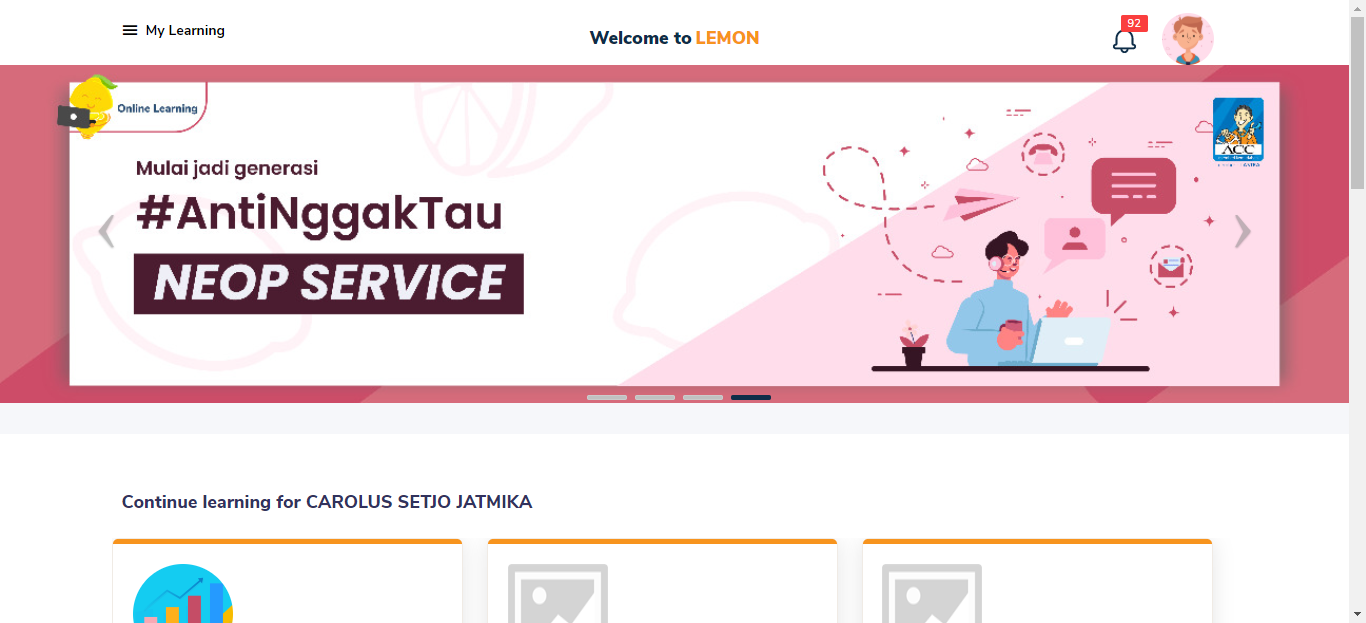 My Learning
Welcome to LEMON
92
Online Learning
ACC
Mulai jadi generasi
#AntiNggakTau
NEOP SERVICE
Continue learning for CAROLUS SETJO JATMIKA